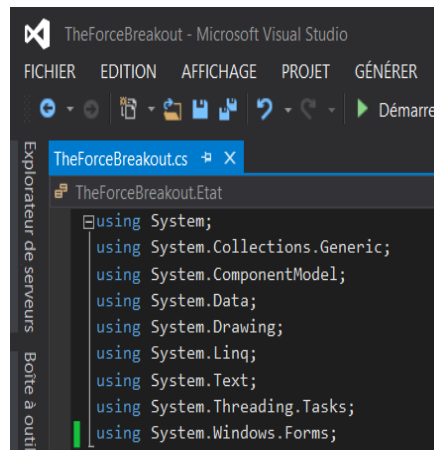 TheForceBreakout - Microsoft Visual Studio
FICHIER EDITION AFFICHAGE PROJET GÉNÉRER
Démarre
Explorateur de serveurs
Boîte à outil
TheForceBreakout.cs
TheForceBreakout.Etat
using System;
using System.Collections.Generic;
using System.ComponentModel;
using System.Data;
using System.Drawing;
using System.Linq;
using System.Text;
using System.Threading.Tasks;
using System.Windows.Forms;